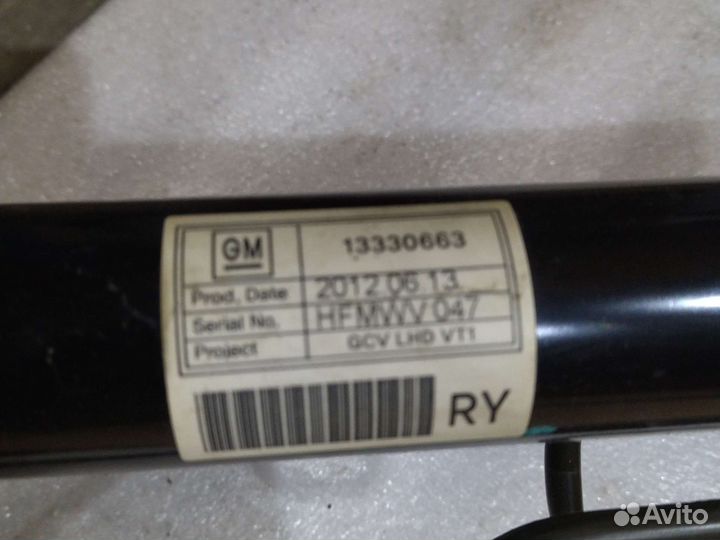 GM 13330663
Prod. Date 2012.06.13.
Serial No. HFMWV 047
Project GCV LHD VT1
RY
Avito